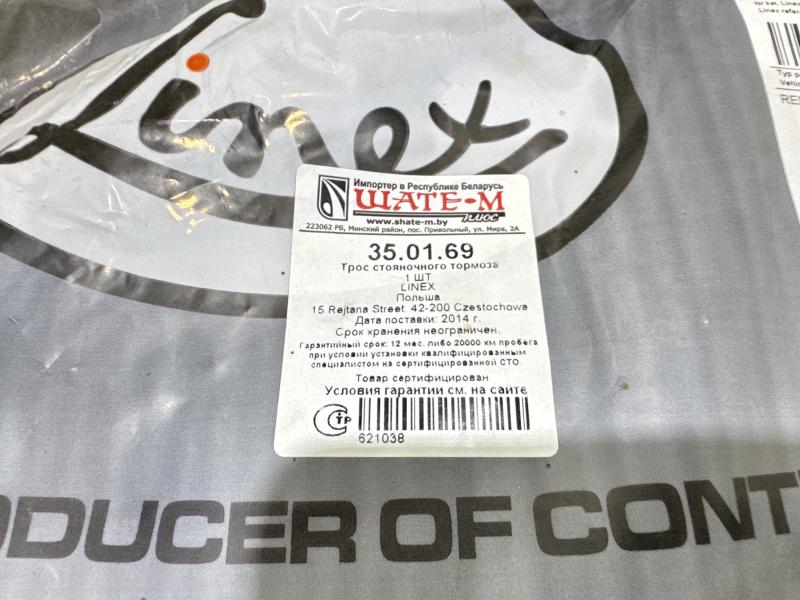 Linex
Импортер в Республике Беларусь
ШАТЕ-М
плюс
www.shate-m.by
223062 РБ, Минский район, пос. Привольный, ул. Мира, 2А
35.01.69
Трос стояночного тормоза
1 ШТ
LINEX
Польша
15 Rejtana Street. 42-200 Czestochowa
Дата поставки: 2014 г.
Срок хранения неограничен.
Гарантийный срок: 12 мес. либо 20000 км пробега
при условии установки квалифицированным
специалистом на сертифицированной СТО.
Товар сертифицирован
Условия гарантии см. на сайте
621038
ODUCER OF CONT